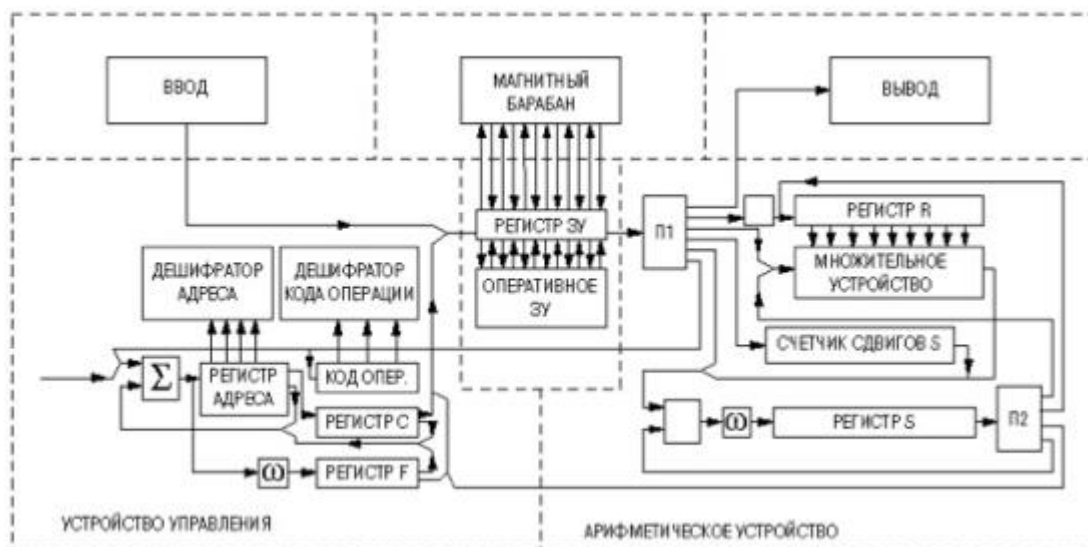 ВВОД
МАГНИТНЫЙ
БАРАБАН
ВЫВОД
РЕГИСТР ЗУ
П1
РЕГИСТР R
ДЕШИФРАТОР
АДРЕСА
ДЕШИФРАТОР
КОДА ОПЕРАЦИИ
ОПЕРАТИВНОЕ
ЗУ
МНОЖИТЕЛЬНОЕ
УСТРОЙСТВО
СЧЕТЧИК СДВИГОВ S
Σ
РЕГИСТР
АДРЕСА
КОД ОПЕР.
РЕГИСТР С
ω
РЕГИСТР S
П2
ω
РЕГИСТР F
УСТРОЙСТВО УПРАВЛЕНИЯ
АРИФМЕТИЧЕСКОЕ УСТРОЙСТВО